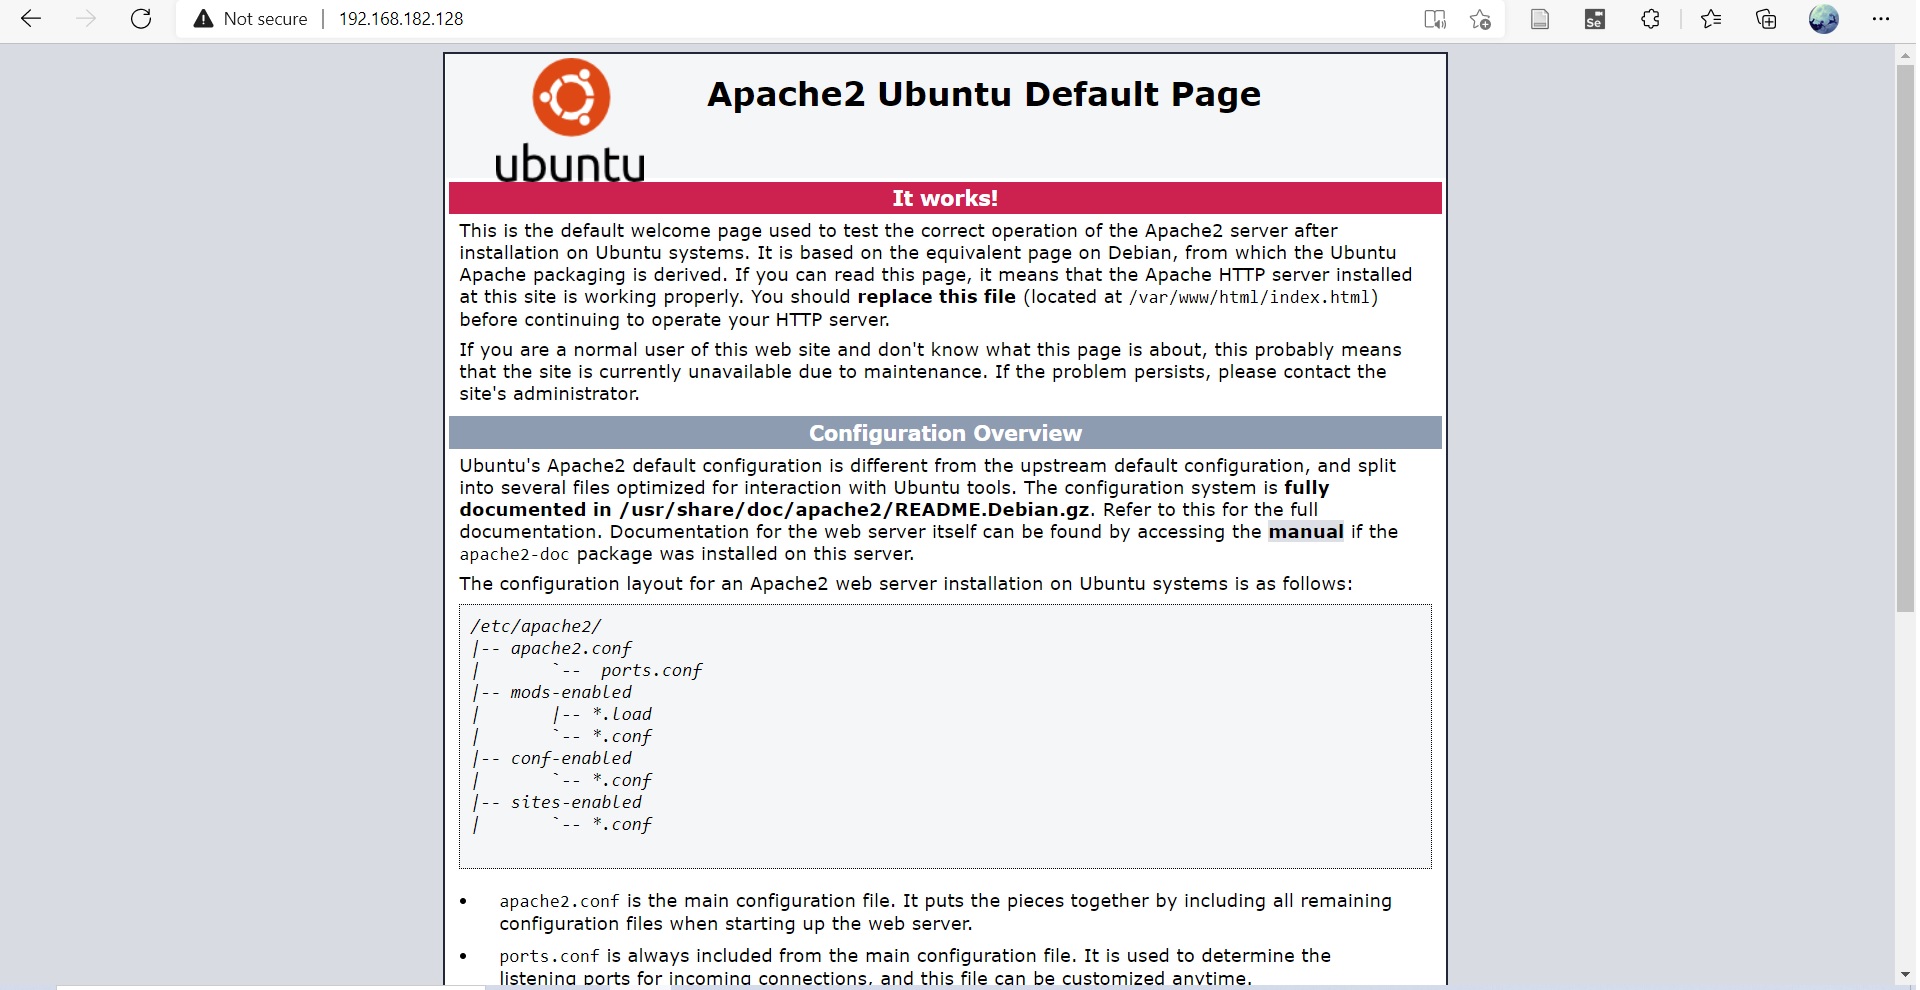 Not secure | 192.168.182.128
Se
ubuntu
Apache2 Ubuntu Default Page
It works!
This is the default welcome page used to test the correct operation of the Apache2 server after
installation on Ubuntu systems. It is based on the equivalent page on Debian, from which the Ubuntu
Apache packaging is derived. If you can read this page, it means that the Apache HTTP server installed
at this site is working properly. You should replace this file (located at /var/www/html/index.html)
before continuing to operate your HTTP server.
If you are a normal user of this web site and don't know what this page is about, this probably means
that the site is currently unavailable due to maintenance. If the problem persists, please contact the
site's administrator.
Configuration Overview
Ubuntu's Apache2 default configuration is different from the upstream default configuration, and split
into several files optimized for interaction with Ubuntu tools. The configuration system is fully
documented in /usr/share/doc/apache2/README.Debian.gz. Refer to this for the full
documentation. Documentation for the web server itself can be found by accessing the manual if the
apache2-doc package was installed on this server.
The configuration layout for an Apache2 web server installation on Ubuntu systems is as follows:
/etc/apache2/
|-- apache2.conf
|       `--  ports.conf
|-- mods-enabled
|       |-- *.load
|       `-- *.conf
|-- conf-enabled
|       `-- *.conf
|-- sites-enabled
|       `-- *.conf
• apache2.conf is the main configuration file. It puts the pieces together by including all remaining
configuration files when starting up the web server.
• ports.conf is always included from the main configuration file. It is used to determine the
listening ports for incoming connections, and this file can be customized anytime.